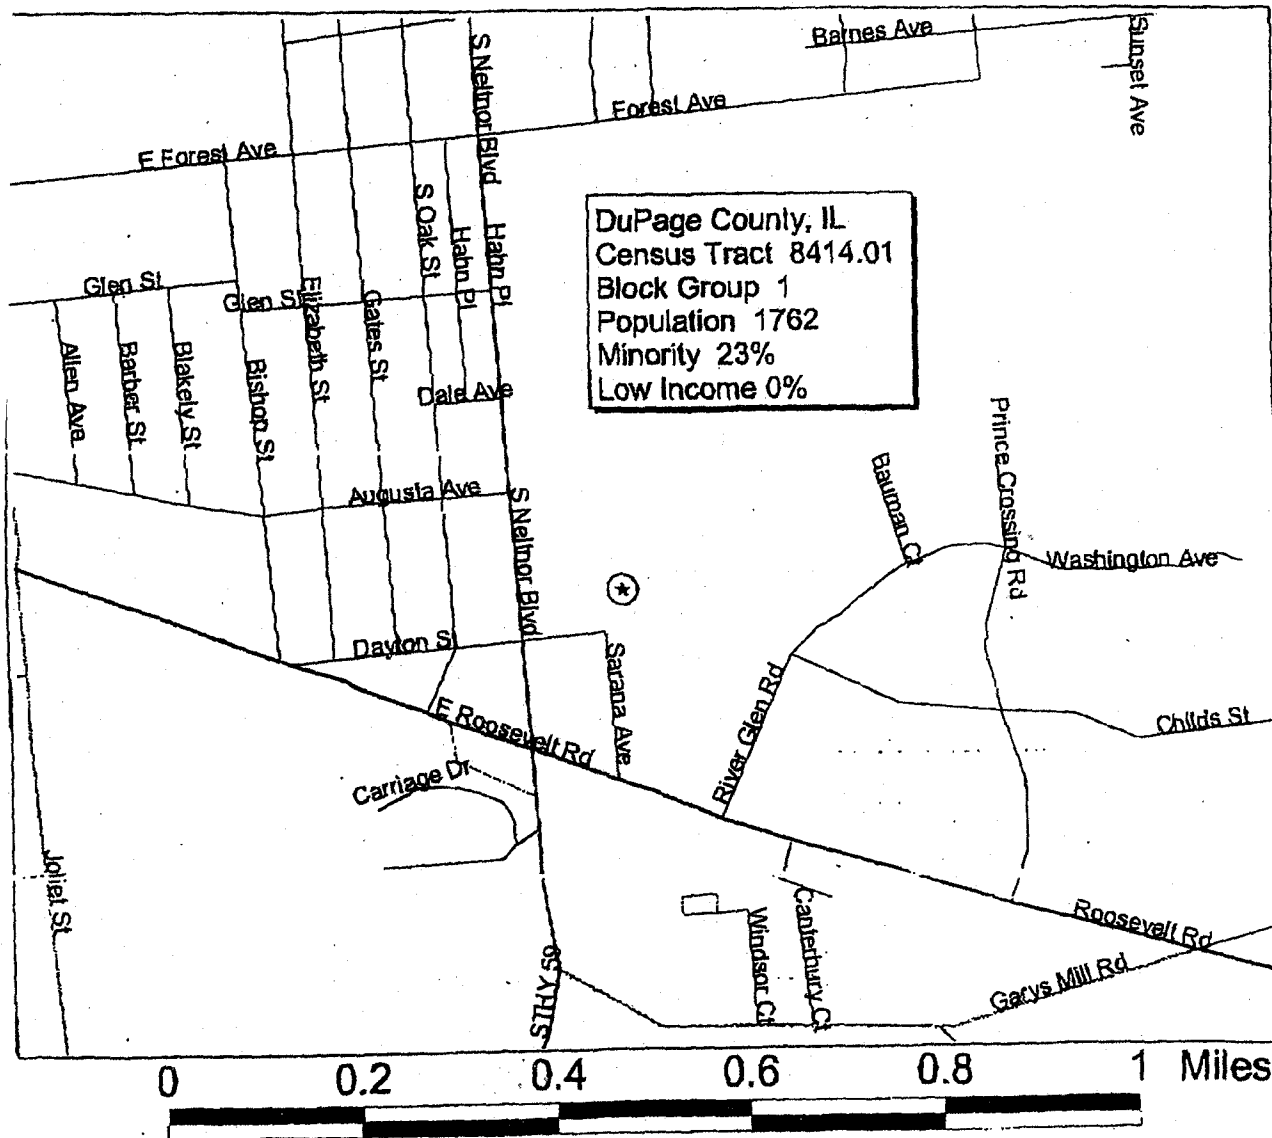 Barnes Ave
Sunset Ave
S Neltnor Blvd
Forest Ave
E Forest Ave
S Oak St
Hahn Pl
Hahn Pl
DuPage County, IL
Census Tract 8414.01
Block Group 1
Population 1762
Minority 23%
Low Income 0%
Glen St
Glen St
Elizabeth St
Gates St
Allen Ave
Barber St
Blakely St
Bishop St
Dale Ave
Prince Crossing Rd
Bauman Ct
Augusta Ave
S Neltnor Blvd
Washington Ave
Dayton St
Sarana Ave
River Glen Rd
E Roosevelt Rd
Childs St
Carriage Dr
Joliet St
Windsor Ct
Canterbury Ct
Roosevelt Rd
Garys Mill Rd
STHY 59
0 0.2 0.4 0.6 0.8 1 Miles